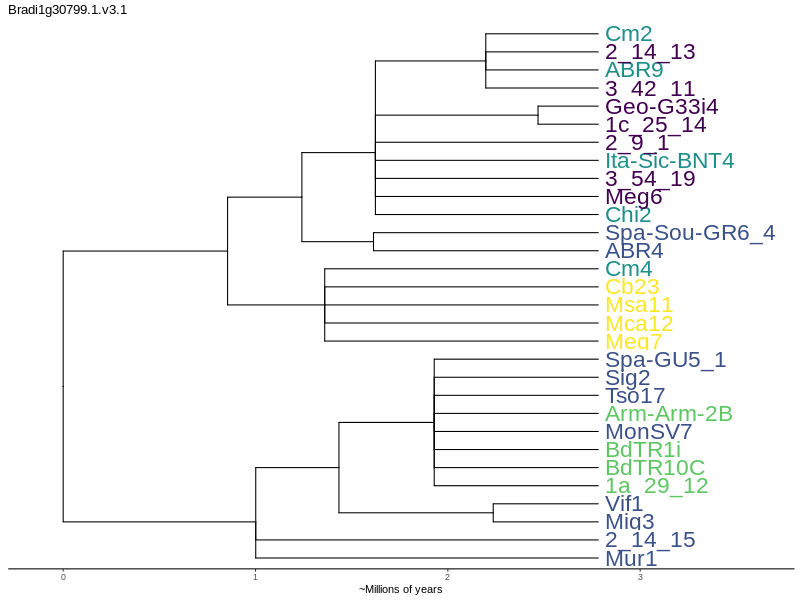 Bradi1g30799.1.v3.1
Cm2
2_14_13
ABR9
3_42_11
Geo-G33i4
1c_25_14
2_9_1
Ita-Sic-BNT4
3_54_19
Meg6
Chi2
Spa-Sou-GR6_4
ABR4
Cm4
Cb23
Msa11
Mca12
Meg7
Spa-GU5_1
Sig2
Tso17
Arm-Arm-2B
MonSV7
BdTR1i
BdTR10C
1a_29_12
Vif1
Mig3
2_14_15
Mur1
0 1 2 3
~Millions of years